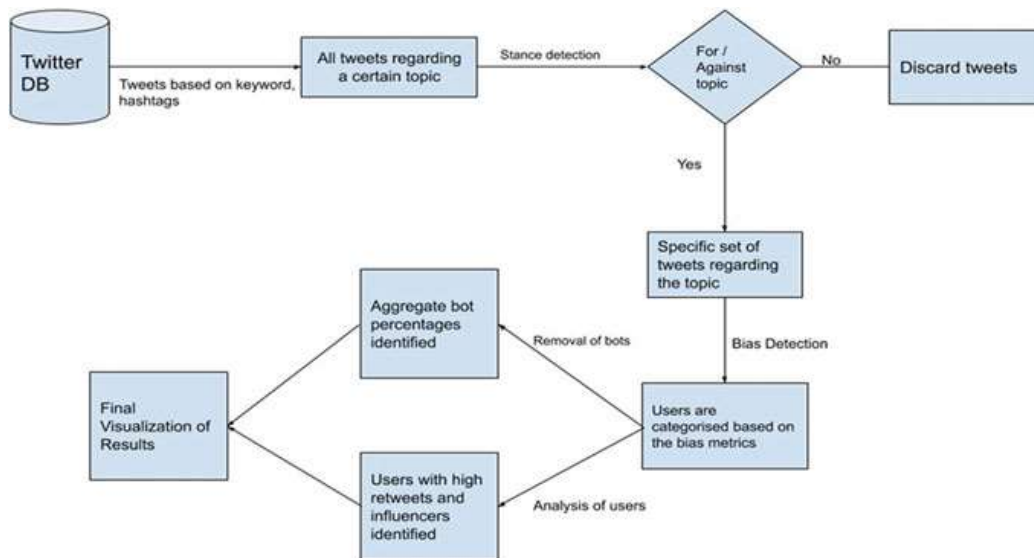 Twitter
DB
Tweets based on keyword,
hashtags
All tweets regarding
a certain topic
Stance detection
For /
Against
topic
No
Discard tweets
Yes
Specific set of
tweets regarding
the topic
Bias Detection
Users are
categorised based on
the bias metrics
Removal of bots
Aggregate bot
percentages
identified
Analysis of users
Users with high
retweets and
influencers
identified
Final
Visualization of
Results